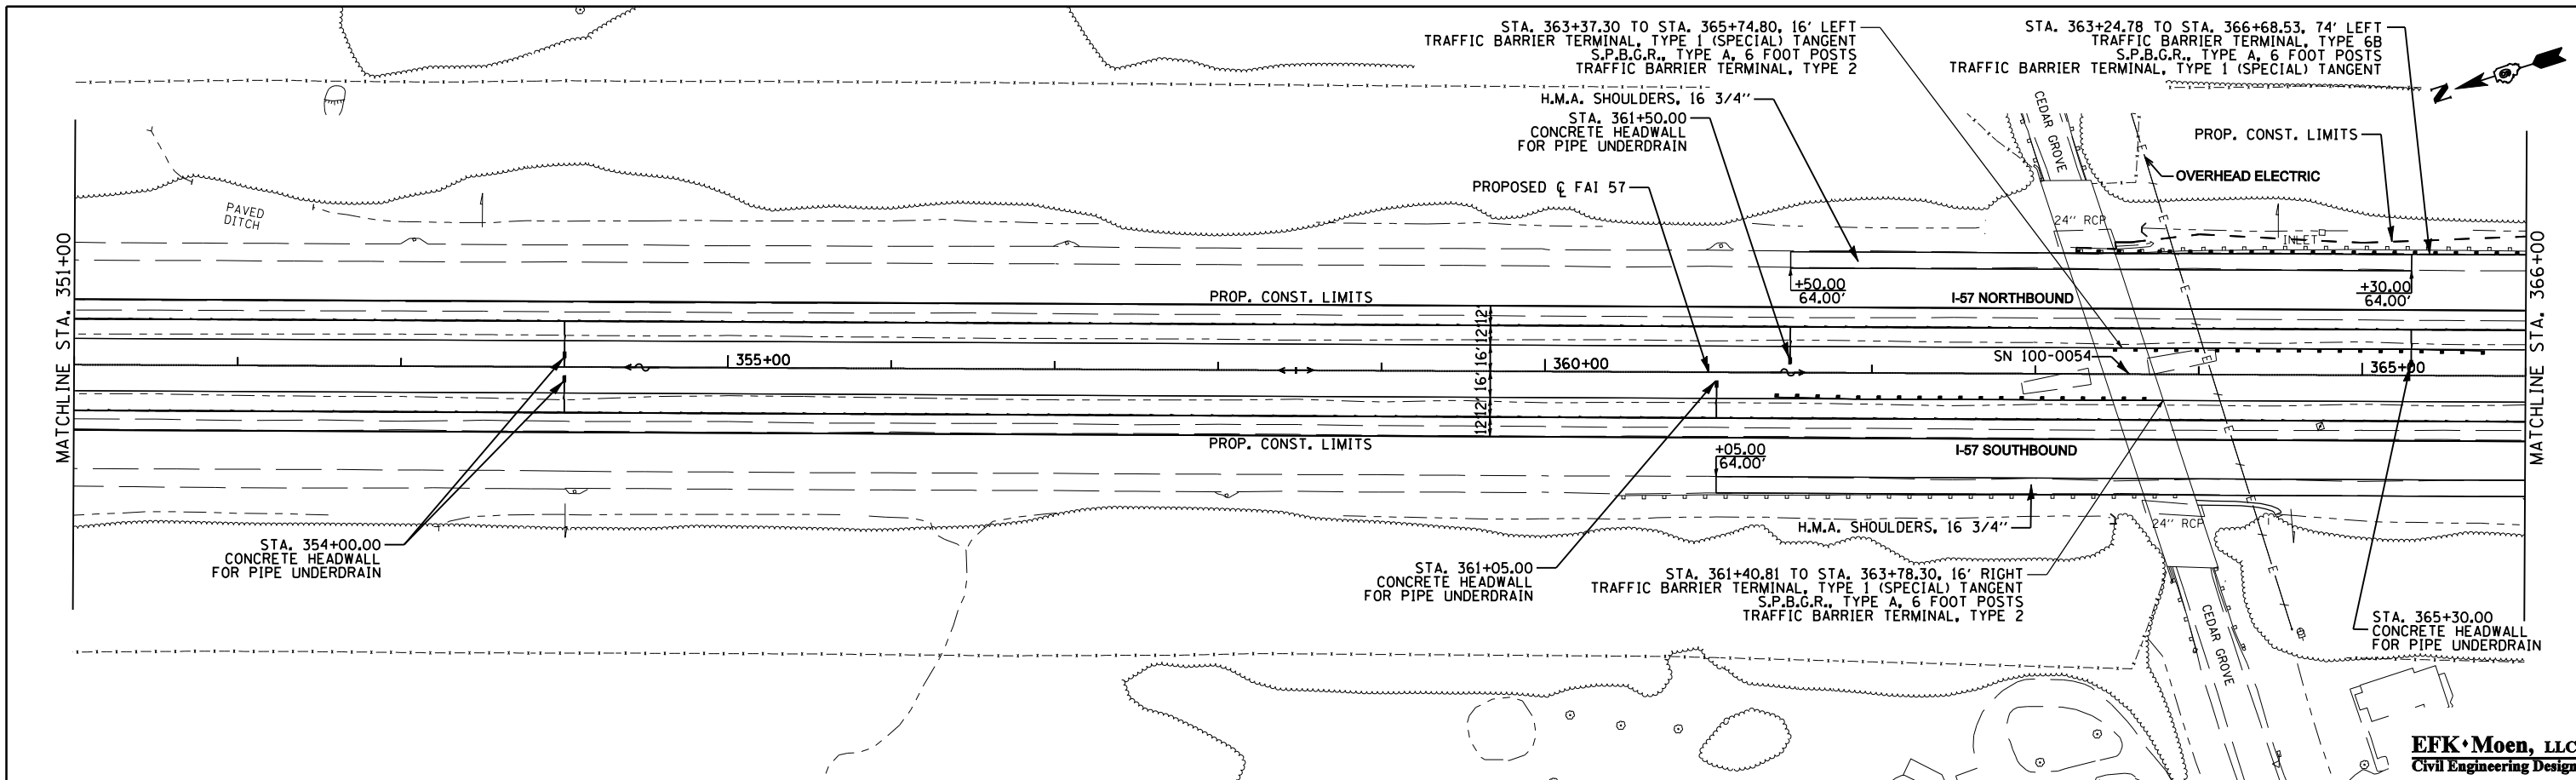 STA. 363+37.30 TO STA. 365+74.80, 16' LEFT
TRAFFIC BARRIER TERMINAL, TYPE 1 (SPECIAL) TANGENT
S.P.B.G.R., TYPE A, 6 FOOT POSTS
TRAFFIC BARRIER TERMINAL, TYPE 2
STA. 363+24.78 TO STA. 366+68.53, 74' LEFT
TRAFFIC BARRIER TERMINAL, TYPE 6B
S.P.B.G.R., TYPE A, 6 FOOT POSTS
TRAFFIC BARRIER TERMINAL, TYPE 1 (SPECIAL) TANGENT
N
H.M.A. SHOULDERS, 16 3/4"
STA. 361+50.00
CONCRETE HEADWALL
FOR PIPE UNDERDRAIN
CEDAR GROVE
PROP. CONST. LIMITS
E
OVERHEAD ELECTRIC
PROPOSED ℄ FAI 57
PAVED
DITCH
24" RCP
E
INLET
E
MATCHLINE STA. 351+00
MATCHLINE STA. 366+00
+50.00
64.00'
I-57 NORTHBOUND
E
+30.00
64.00'
PROP. CONST. LIMITS
12'
12'
16'
16'
12'
12'
E
SN 100-0054
E
355+00
360+00
365+00
E
PROP. CONST. LIMITS
+05.00
64.00'
I-57 SOUTHBOUND
E
H.M.A. SHOULDERS, 16 3/4"
24" RCP
E
STA. 354+00.00
CONCRETE HEADWALL
FOR PIPE UNDERDRAIN
STA. 361+05.00
CONCRETE HEADWALL
FOR PIPE UNDERDRAIN
STA. 361+40.81 TO STA. 363+78.30, 16' RIGHT
TRAFFIC BARRIER TERMINAL, TYPE 1 (SPECIAL) TANGENT
S.P.B.G.R., TYPE A, 6 FOOT POSTS
TRAFFIC BARRIER TERMINAL, TYPE 2
E
CEDAR GROVE
STA. 365+30.00
CONCRETE HEADWALL
FOR PIPE UNDERDRAIN
EFK•Moen, LLC
Civil Engineering Design